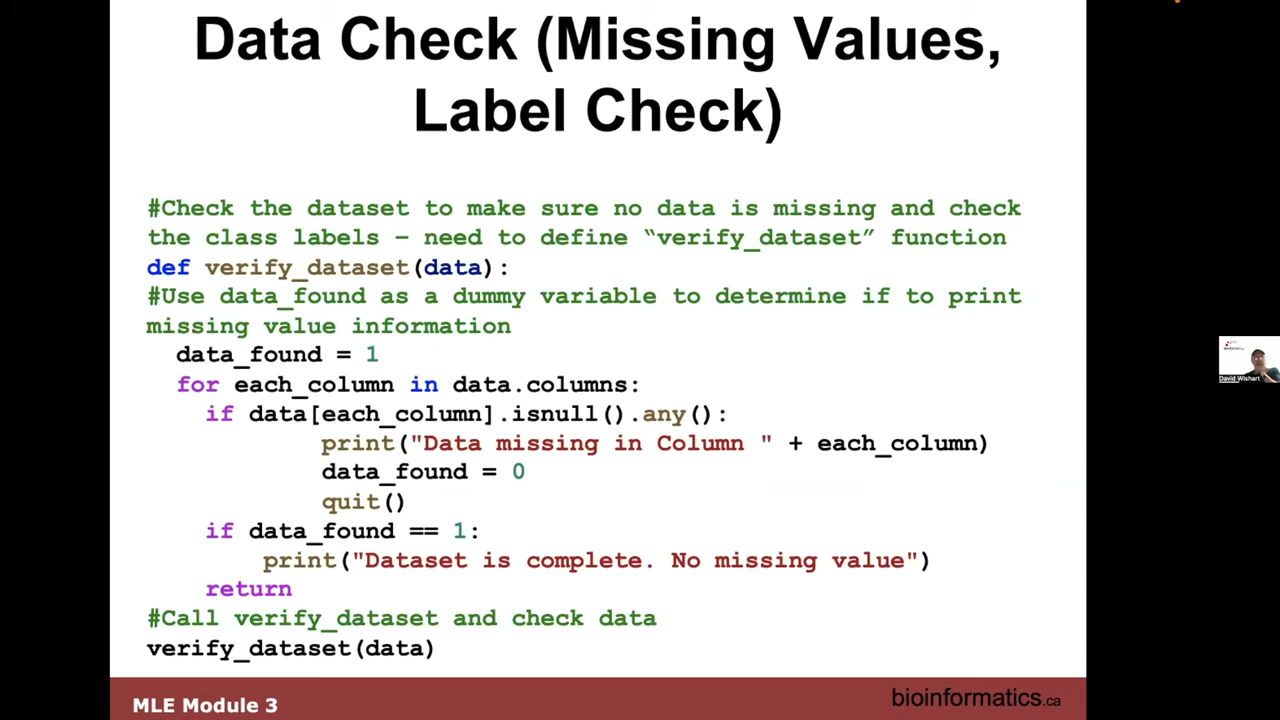 Data Check (Missing Values,
Label Check)
#Check the dataset to make sure no data is missing and check
the class labels – need to define “verify_dataset” function
def verify_dataset(data):
#Use data_found as a dummy variable to determine if to print
missing value information
data_found = 1
for each_column in data.columns:
if data[each_column].isnull().any():
print("Data missing in Column " + each_column)
data_found = 0
quit()
if data_found == 1:
print("Dataset is complete. No missing value")
return
#Call verify_dataset and check data
verify_dataset(data)
MLE Module 3
bioinformatics.ca
David Wishart